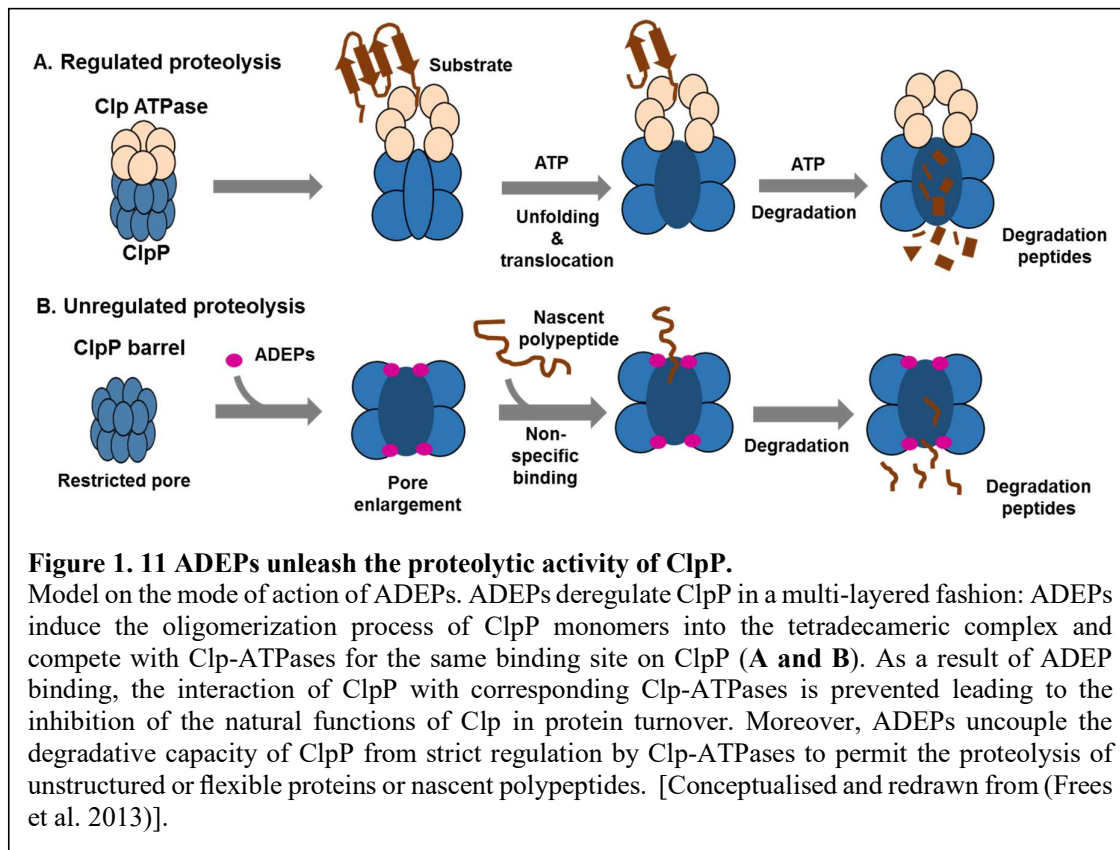 A. Regulated proteolysis
Clp ATPase
ClpP
Substrate
ATP
Unfolding
&
translocation
ATP
Degradation
Degradation
peptides
B. Unregulated proteolysis
ClpP barrel
Restricted pore
ADEPs
Pore
enlargement
Nascent
polypeptide
Non-
specific
binding
Degradation
Degradation
peptides
Figure 1. 11 ADEPs unleash the proteolytic activity of ClpP.
Model on the mode of action of ADEPs. ADEPs deregulate ClpP in a multi-layered fashion: ADEPs
induce the oligomerization process of ClpP monomers into the tetradecameric complex and
compete with Clp-ATPases for the same binding site on ClpP (A and B). As a result of ADEP
binding, the interaction of ClpP with corresponding Clp-ATPases is prevented leading to the
inhibition of the natural functions of Clp in protein turnover. Moreover, ADEPs uncouple the
degradative capacity of ClpP from strict regulation by Clp-ATPases to permit the proteolysis of
unstructured or flexible proteins or nascent polypeptides. [Conceptualised and redrawn from (Frees
et al. 2013)].